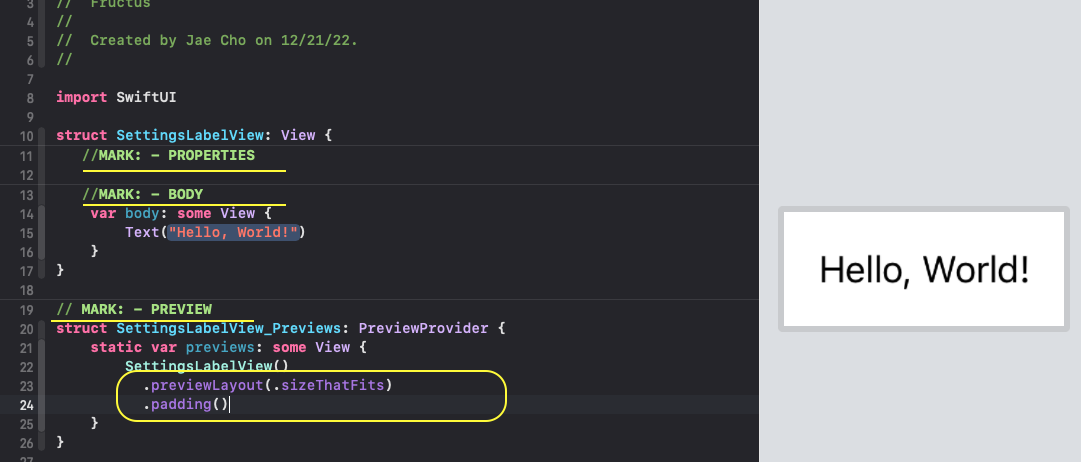 3 // Fructus
4 //
5 // Created by Jae Cho on 12/21/22.
6 //
7
8 import SwiftUI
9
10 struct SettingsLabelView: View {
11 //MARK: - PROPERTIES
12
13 //MARK: - BODY
14 var body: some View {
15 Text("Hello, World!")
16 }
17 }
18
19 // MARK: - PREVIEW
20 struct SettingsLabelView_Previews: PreviewProvider {
21 static var previews: some View {
22 SettingsLabelView()
23 .previewLayout(.sizeThatFits)
24 .padding()
25 }
26 }
27
Hello, World!